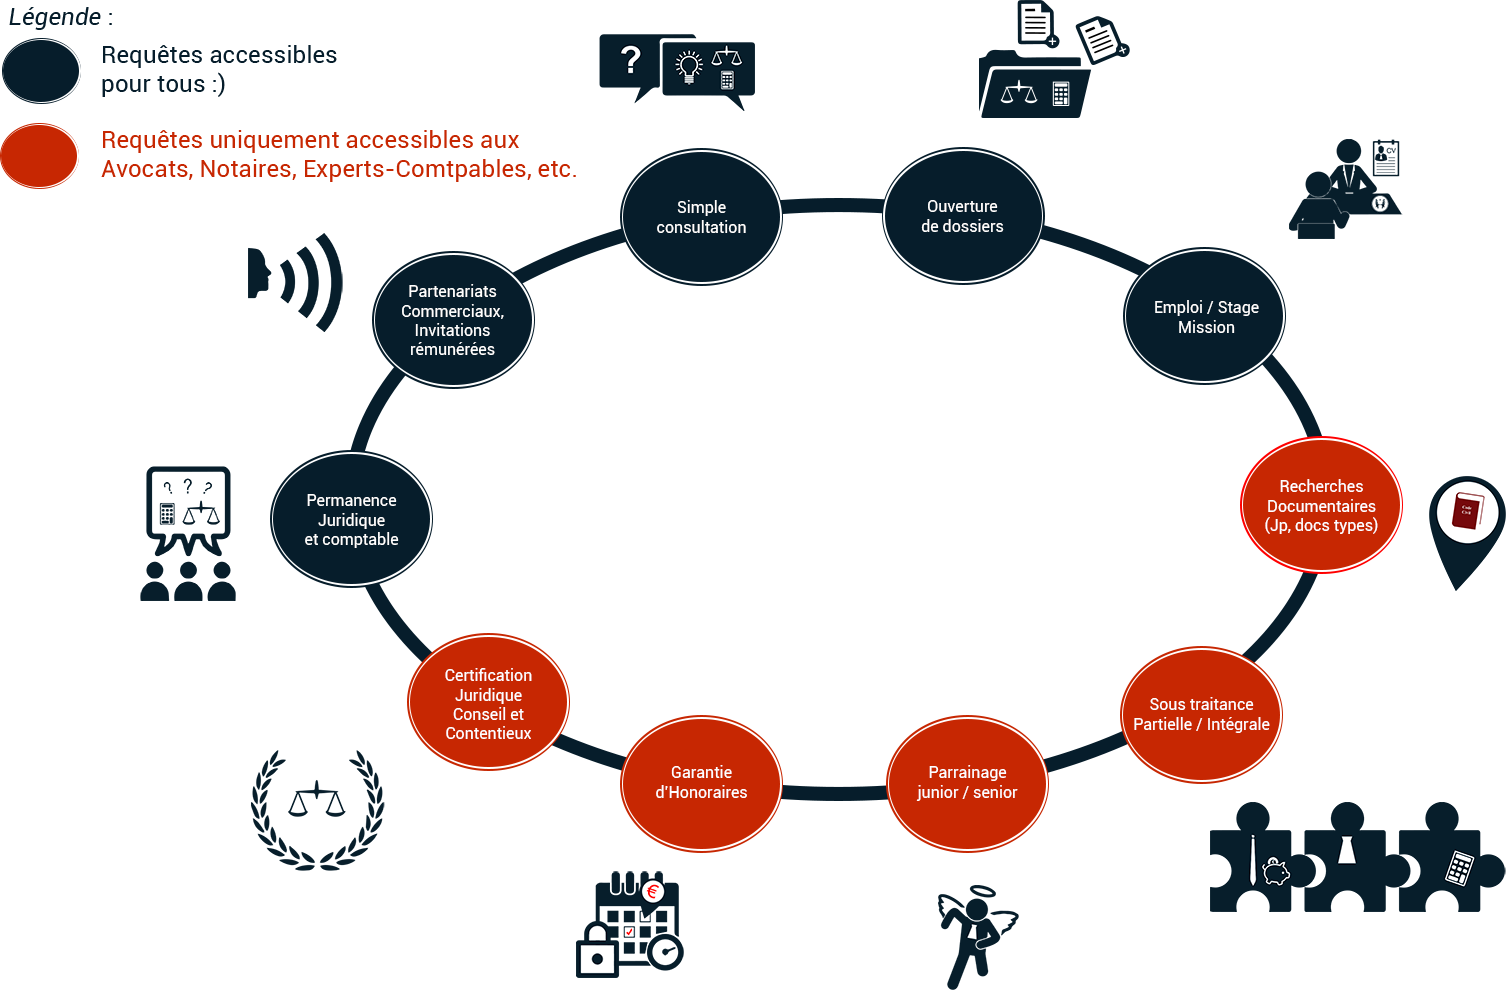 Légende :
Requêtes accessibles
pour tous :)
Requêtes uniquement accessibles aux
Avocats, Notaires, Experts-Comtpables, etc.
?
CV
Simple
consultation
Ouverture
de dossiers
Partenariats
Commerciaux,
Invitations
rémunérées
Emploi / Stage
Mission
? ? ?
Permanence
Juridique
et comptable
Recherches
Documentaires
(Jp, docs types)
Code
Civil
Certification
Juridique
Conseil et
Contentieux
Sous traitance
Partielle / Intégrale
Garantie
d'Honoraires
Parrainage
junior / senior
€